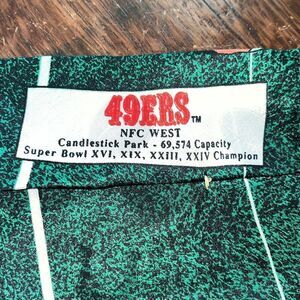 49ERS™
NFC WEST
Candlestick Park - 69,574 Capacity
Super Bowl XVI, XIX, XXIII, XXIV Champion